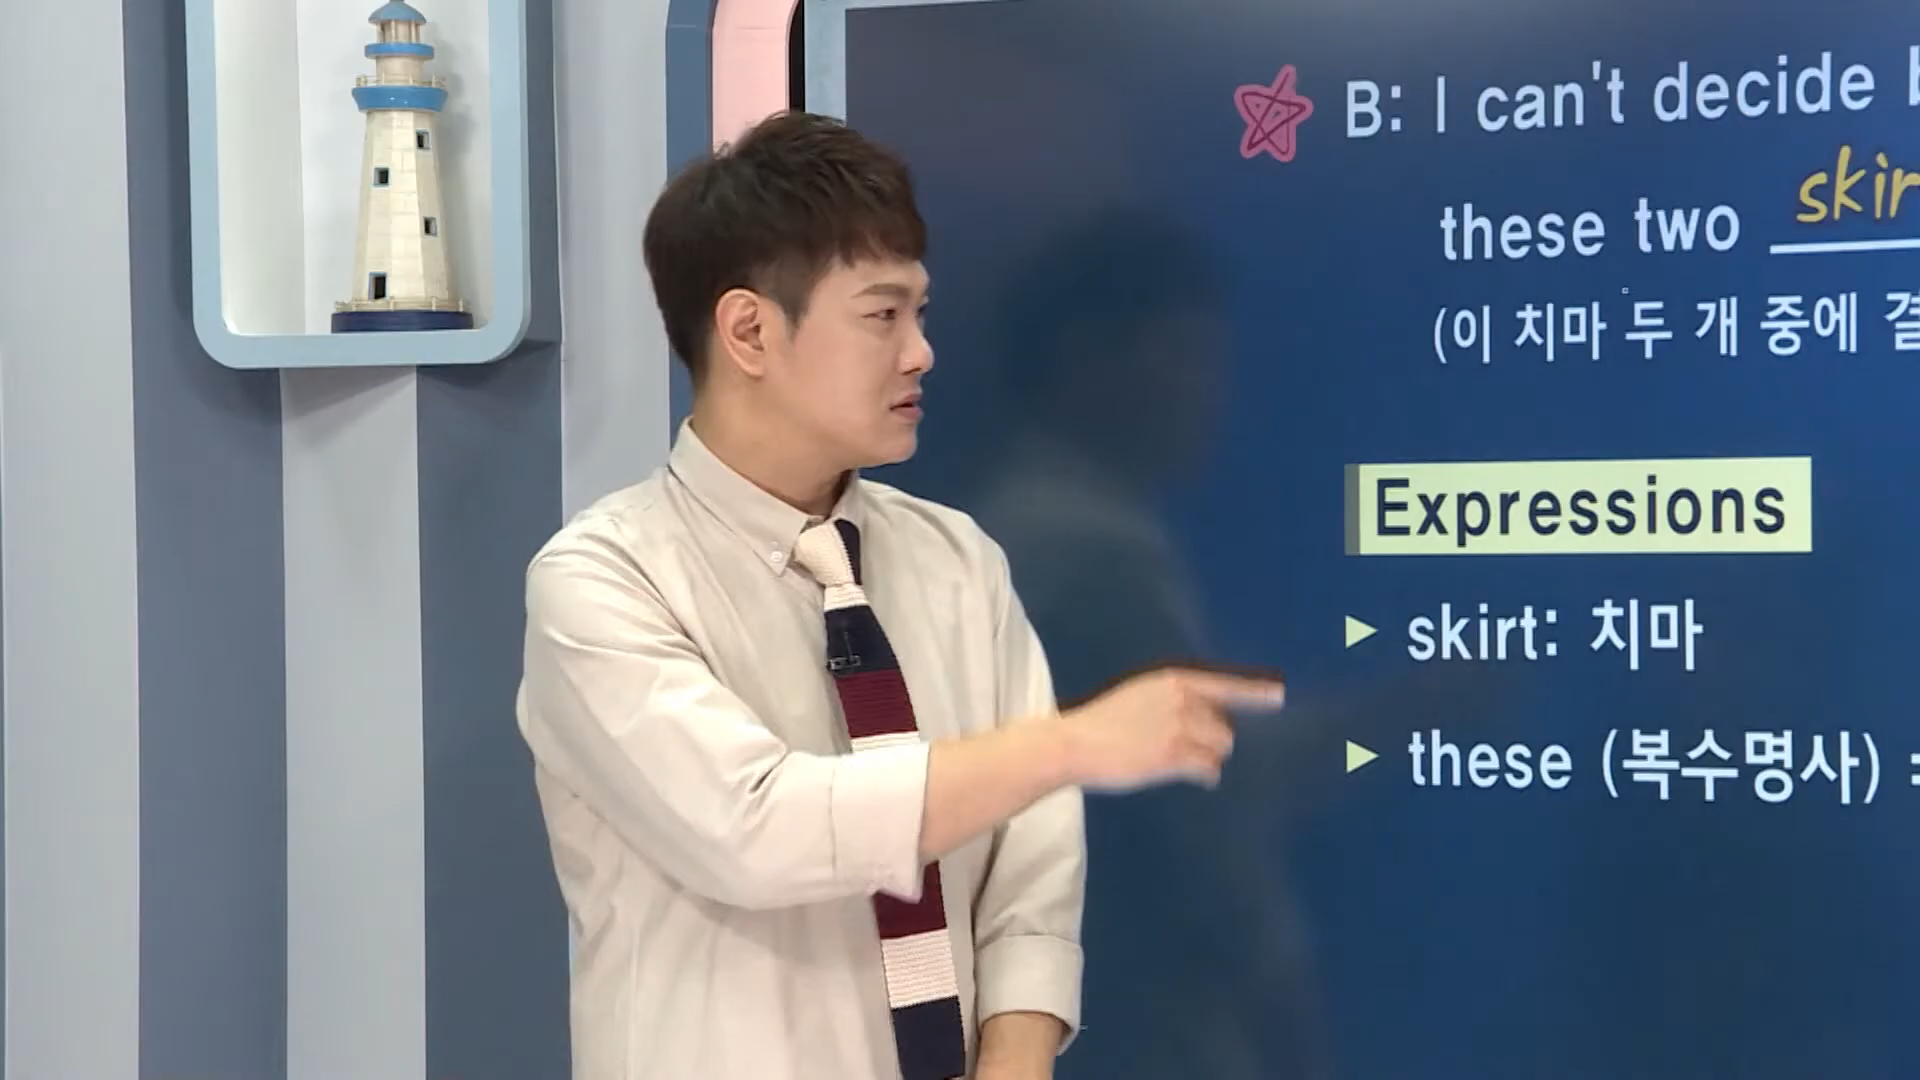 B: I can't decide
skir
these two
(이 치마 두 개 중에
Expressions
skirt: 치마
these (복수명사)